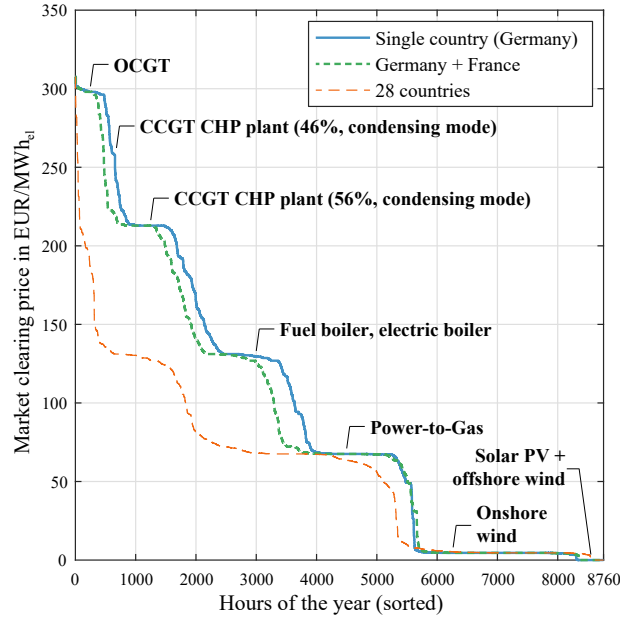 350
300
250
200
150
100
50
0
Market clearing price in EUR/MWh_el
Single country (Germany)
Germany + France
28 countries
OCGT
CCGT CHP plant (46%, condensing mode)
CCGT CHP plant (56%, condensing mode)
Fuel boiler, electric boiler
Power-to-Gas
Solar PV +
offshore wind
Onshore
wind
0 1000 2000 3000 4000 5000 6000 7000 8000 8760
Hours of the year (sorted)